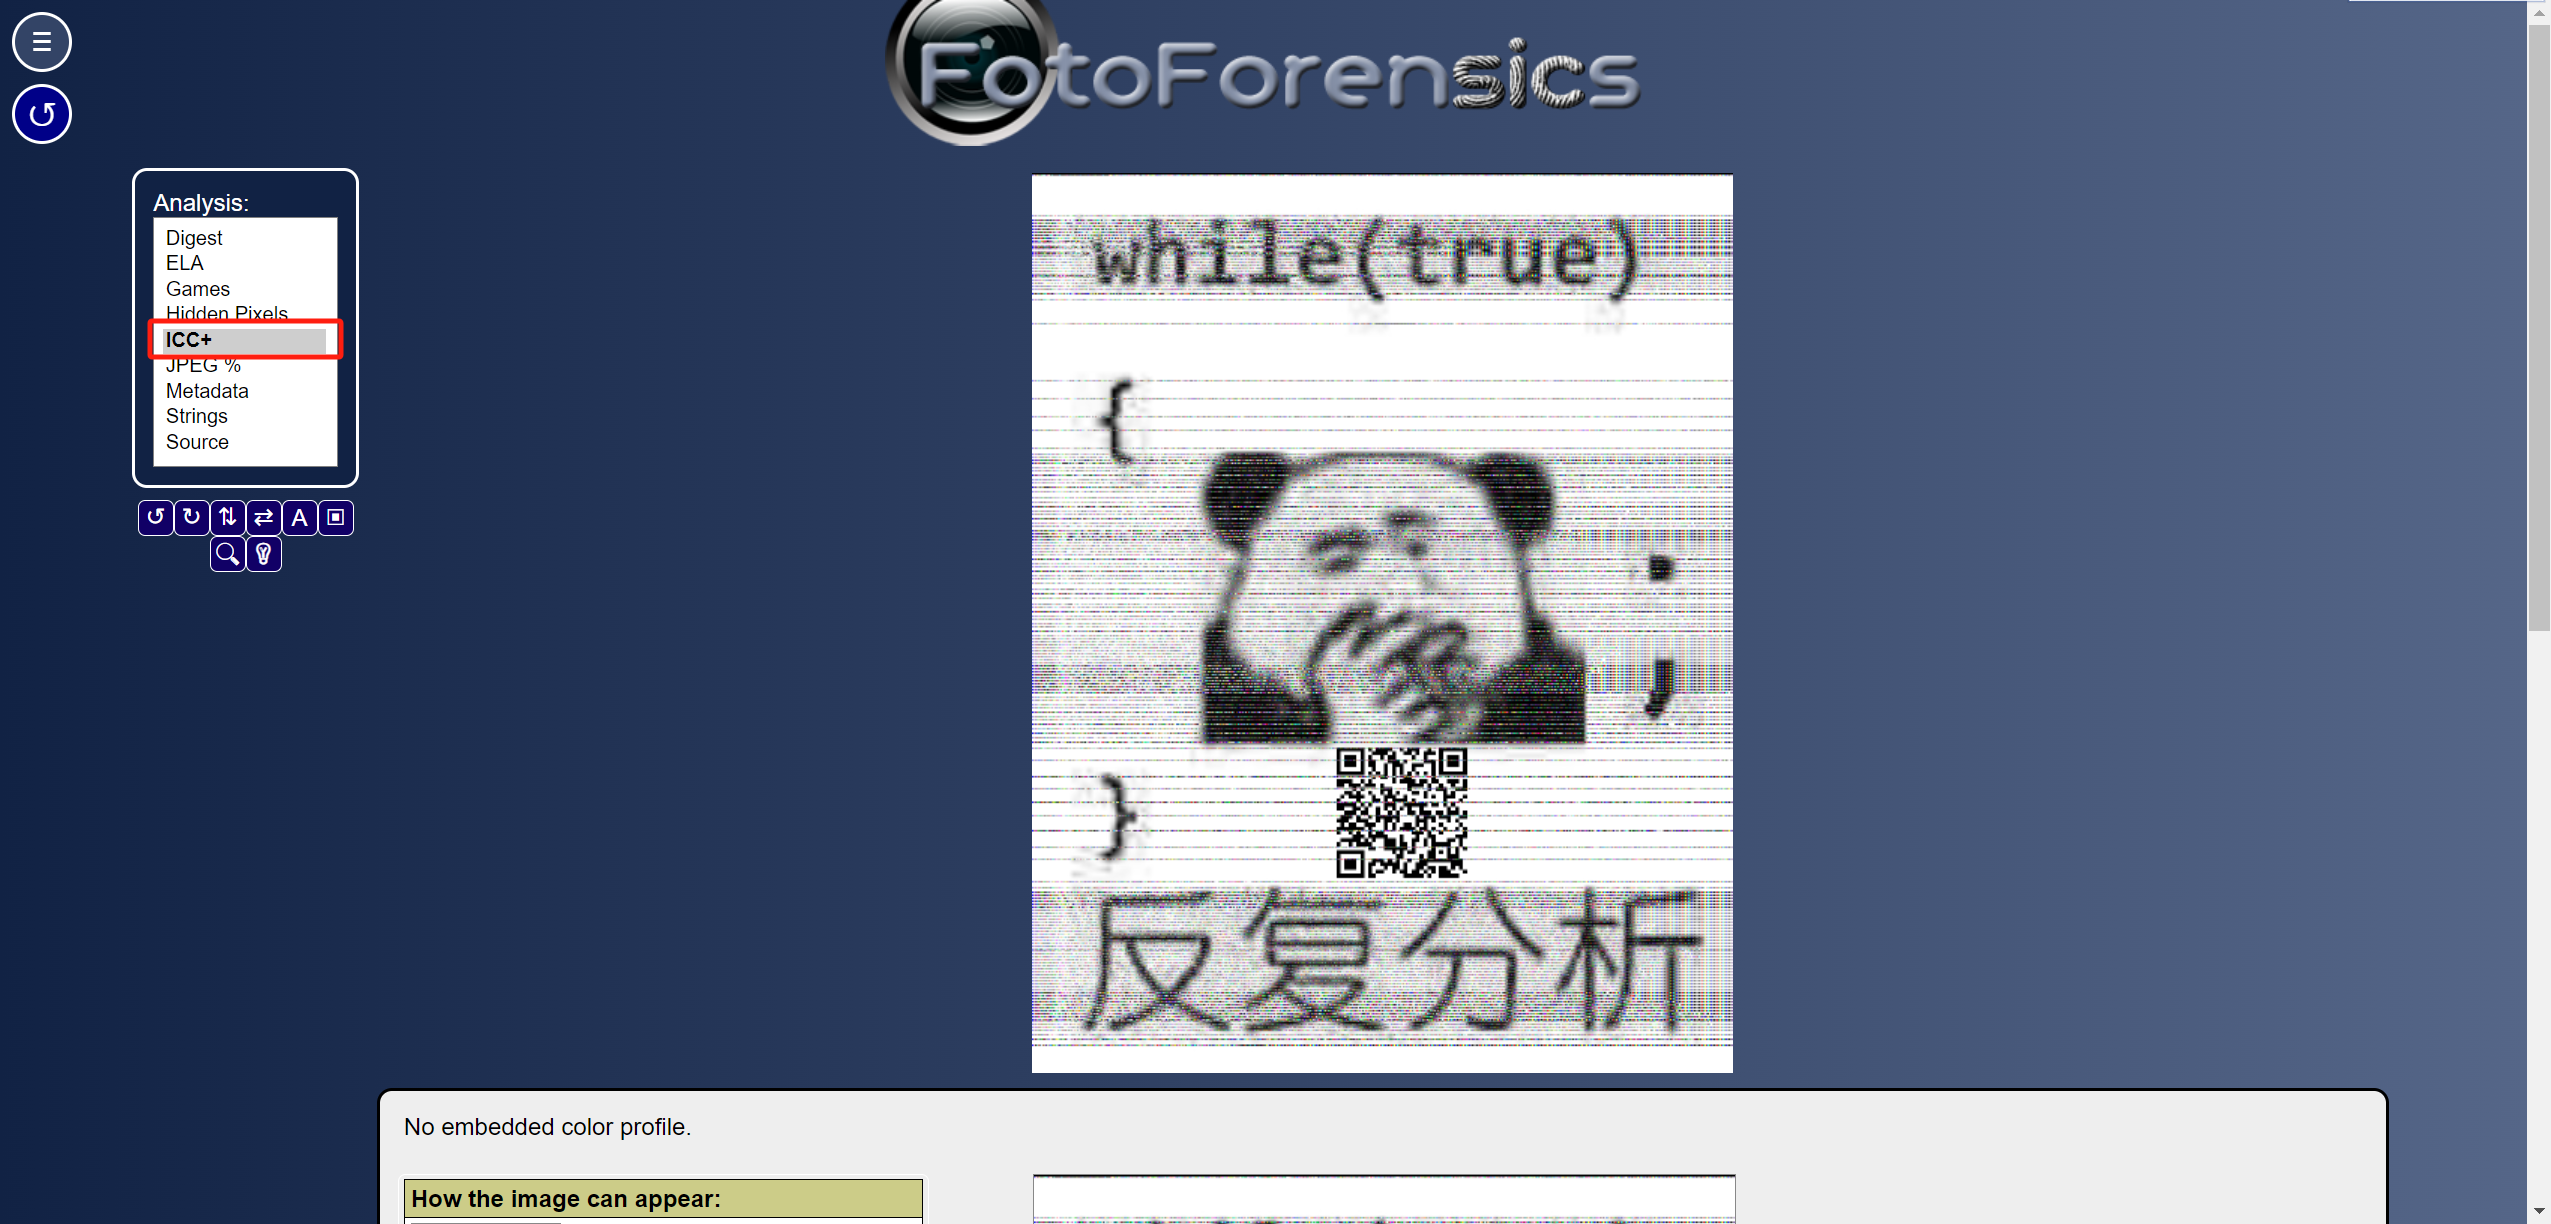 FotoForensics
Analysis:
Digest
ELA
Games
Hidden Pixels
ICC+
JPEG %
Metadata
Strings
Source
A
while(true)
{
:
;
}
反复分析
No embedded color profile.
How the image can appear: